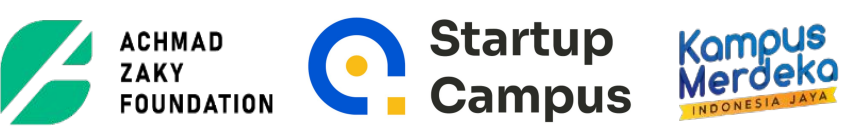 ACHMAD
ZAKY
FOUNDATION
Startup
Campus
Kampus
Merdeka
INDONESIA JAYA